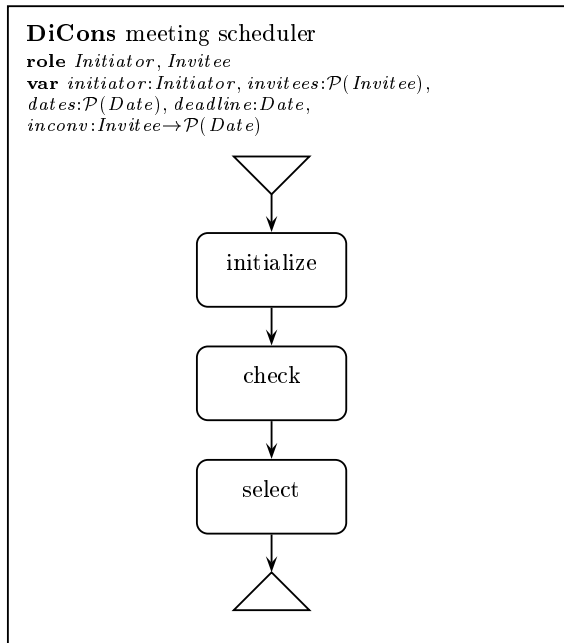 DiCons meeting scheduler
role Initiator, Invitee
var initiator:Initiator, invitees:𝒫(Invitee),
dates:𝒫(Date), deadline:Date,
inconv:Invitee→𝒫(Date)
initialize
check
select